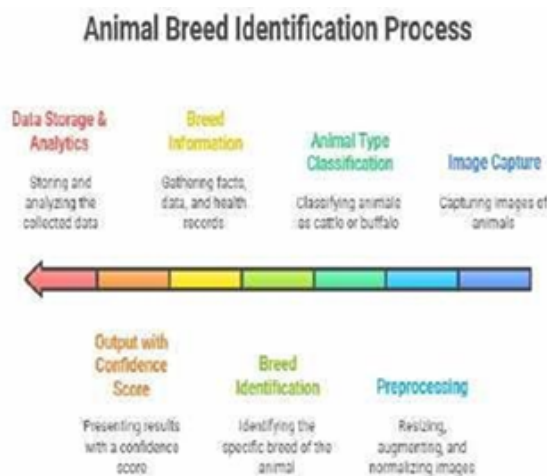 Animal Breed Identification Process
Data Storage &
Analytics
Storing and
analyzing the
collected data
Breed
Information
Gathering facts,
data, and health
records
Animal Type
Classification
Classifying animals
as cattle or buffalo
Image Capture
Capturing images of
animals
Output with
Confidence
Score
Presenting results
with a confidence
score
Breed
Identification
Identifying the
specific breed of the
animal
Preprocessing
Resizing,
augmenting, and
normalizing images